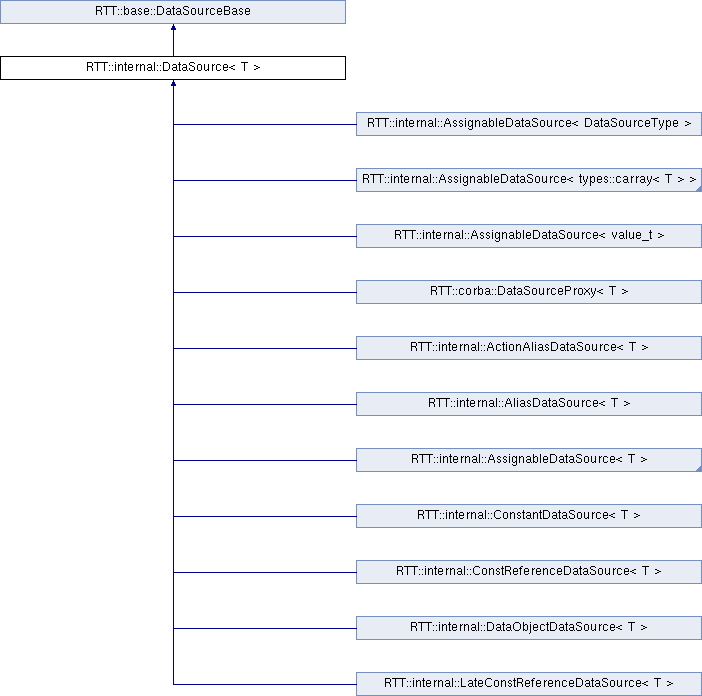 RTT::base::DataSourceBase
RTT::internal::DataSource< T >
RTT::internal::AssignableDataSource< DataSourceType >
RTT::internal::AssignableDataSource< types::carray< T > >
RTT::internal::AssignableDataSource< value_t >
RTT::corba::DataSourceProxy< T >
RTT::internal::ActionAliasDataSource< T >
RTT::internal::AliasDataSource< T >
RTT::internal::AssignableDataSource< T >
RTT::internal::ConstantDataSource< T >
RTT::internal::ConstReferenceDataSource< T >
RTT::internal::DataObjectDataSource< T >
RTT::internal::LateConstReferenceDataSource< T >